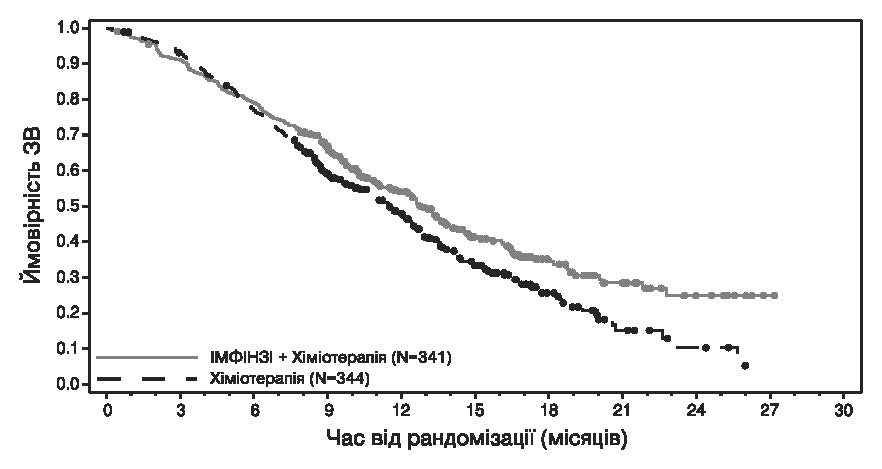 1.0
0.9
0.8
0.7
0.6
0.5
0.4
0.3
0.2
0.1
0.0
Ймовірність ЗВ
ІМФІНЗІ + Хіміотерапія (N=341)
Хіміотерапія (N=344)
0 3 6 9 12 15 18 21 24 27 30
Час від рандомізації (місяців)